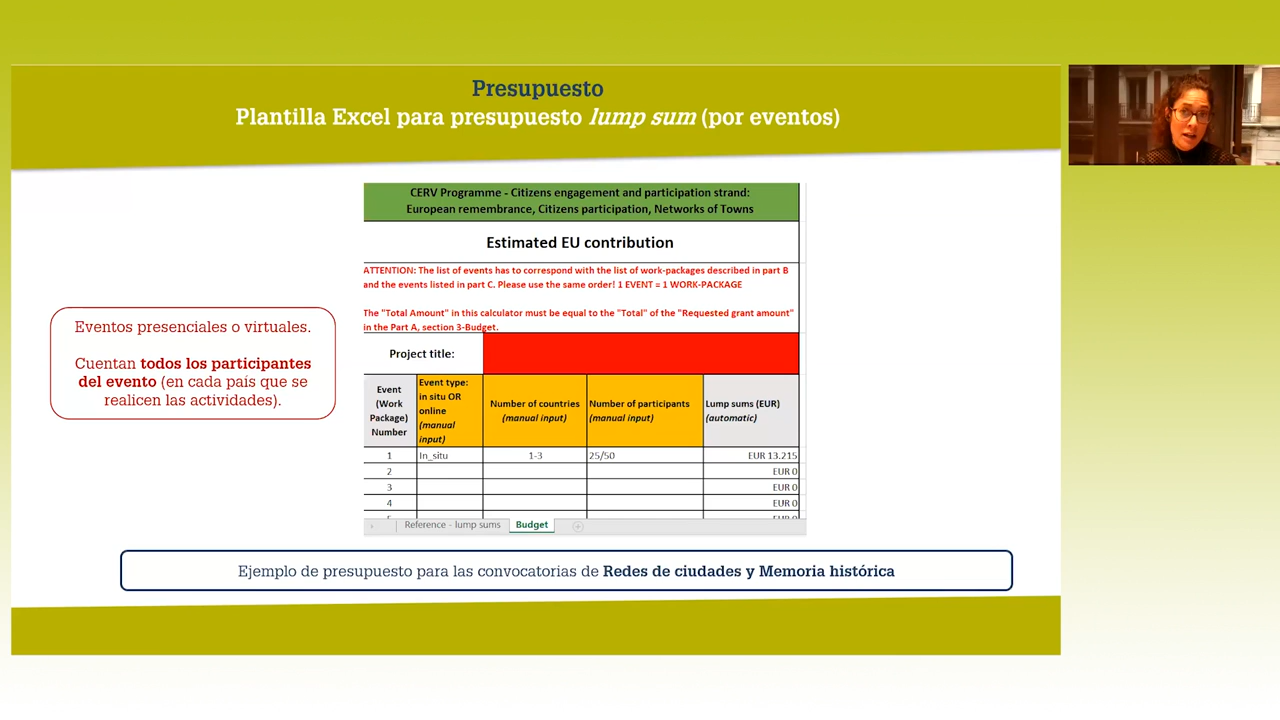 Presupuesto
Plantilla Excel para presupuesto lump sum (por eventos)
Eventos presenciales o virtuales.
Cuentan todos los participantes
del evento (en cada país que se
realicen las actividades).
CERV Programme - Citizens engagement and participation strand:
European remembrance, Citizens participation, Networks of Towns
Estimated EU contribution
ATTENTION: The list of events has to correspond with the list of work-packages described in part B
and the events listed in part C. Please use the same order! 1 EVENT = 1 WORK-PACKAGE
The "Total Amount" in this calculator must be equal to the "Total" of the "Requested grant amount"
in the Part A, section 3-Budget.
Project title:
Event
(Work
Package)
Number
Event type:
in situ OR
online
(manual
input)
Number of countries
(manual input)
Number of participants
(manual input)
Lump sums (EUR)
(automatic)
1 In_situ 1-3 25/50 EUR 13.215
2 EUR 0
3 EUR 0
4 EUR 0
Reference - lump sums Budget
Ejemplo de presupuesto para las convocatorias de Redes de ciudades y Memoria histórica